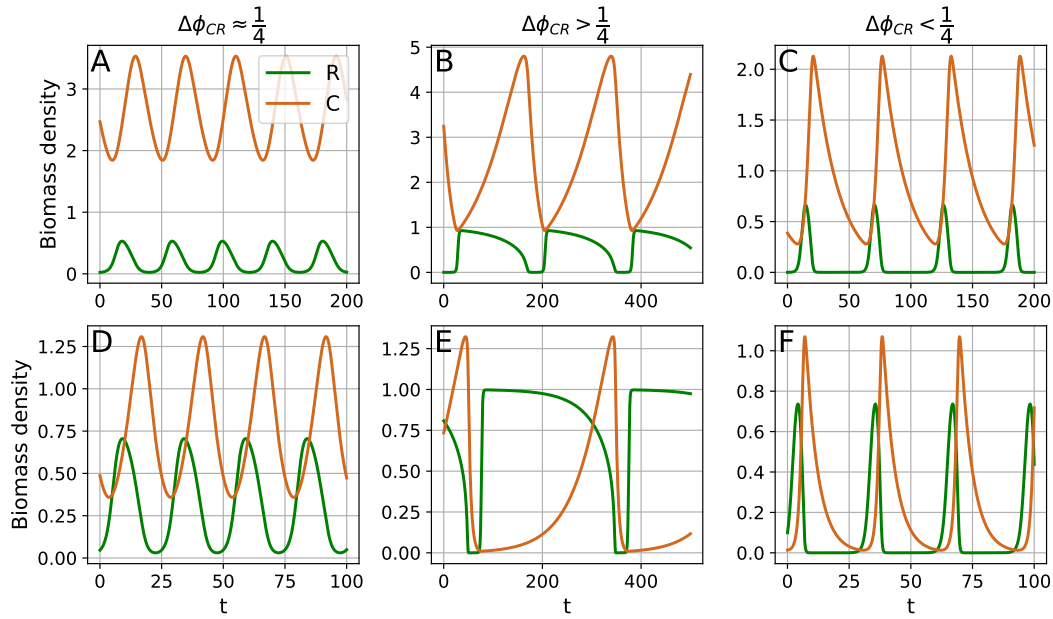 Δϕ_CR ≈ 1/4 Δϕ_CR > 1/4 Δϕ_CR < 1/4
A B C
R
C
Biomass density
3
2
1
0
0 50 100 150 200
5
4
3
2
1
0
0 200 400
2.0
1.5
1.0
0.5
0.0
0 50 100 150 200
D E F
Biomass density
1.25
1.00
0.75
0.50
0.25
0.00
0 25 50 75 100
t
1.25
1.00
0.75
0.50
0.25
0.00
0 200 400
t
1.0
0.8
0.6
0.4
0.2
0.0
0 25 50 75 100
t